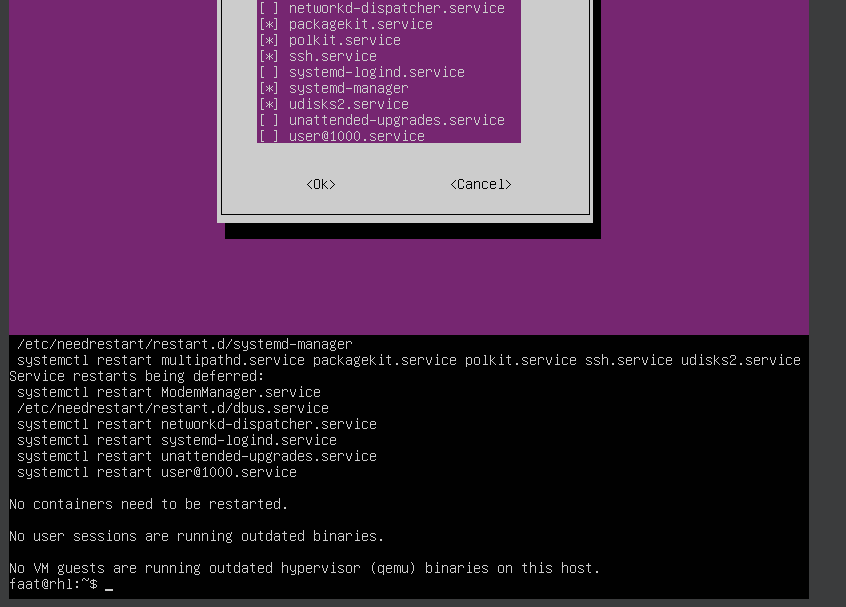 [ ] networkd-dispatcher.service
[*] packagekit.service
[*] polkit.service
[*] ssh.service
[ ] systemd-logind.service
[*] systemd-manager
[*] udisks2.service
[ ] unattended-upgrades.service
[ ] user@1000.service
<Ok> <Cancel>
/etc/needrestart/restart.d/systemd-manager
systemctl restart multipathd.service packagekit.service polkit.service ssh.service udisks2.service
Service restarts being deferred:
systemctl restart ModemManager.service
/etc/needrestart/restart.d/dbus.service
systemctl restart networkd-dispatcher.service
systemctl restart systemd-logind.service
systemctl restart unattended-upgrades.service
systemctl restart user@1000.service
No containers need to be restarted.
No user sessions are running outdated binaries.
No VM guests are running outdated hypervisor (qemu) binaries on this host.
faat@rhl:~$ _